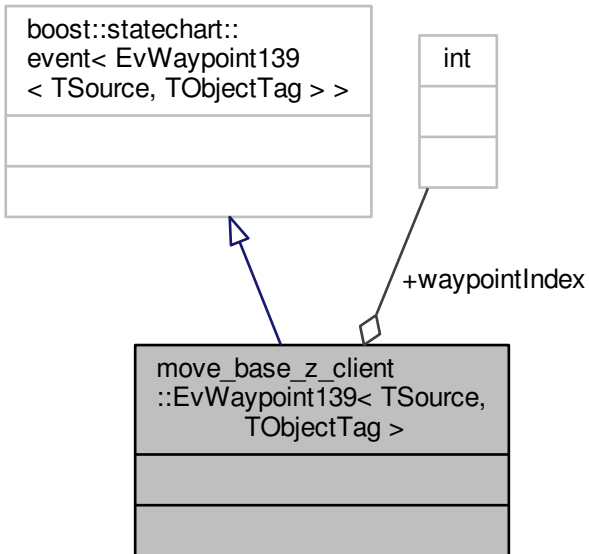 boost::statechart::
event< EvWaypoint139
< TSource, TObjectTag > >
int
+waypointIndex
move_base_z_client
::EvWaypoint139< TSource,
TObjectTag >